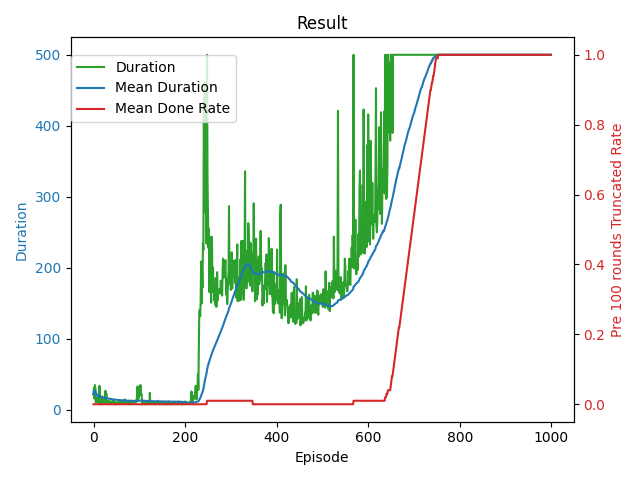 Result
Duration
Mean Duration
Mean Done Rate
500
400
300
200
100
0
Duration
1.0
0.8
0.6
0.4
0.2
0.0
Pre 100 rounds Truncated Rate
0
200
400
600
800
1000
Episode